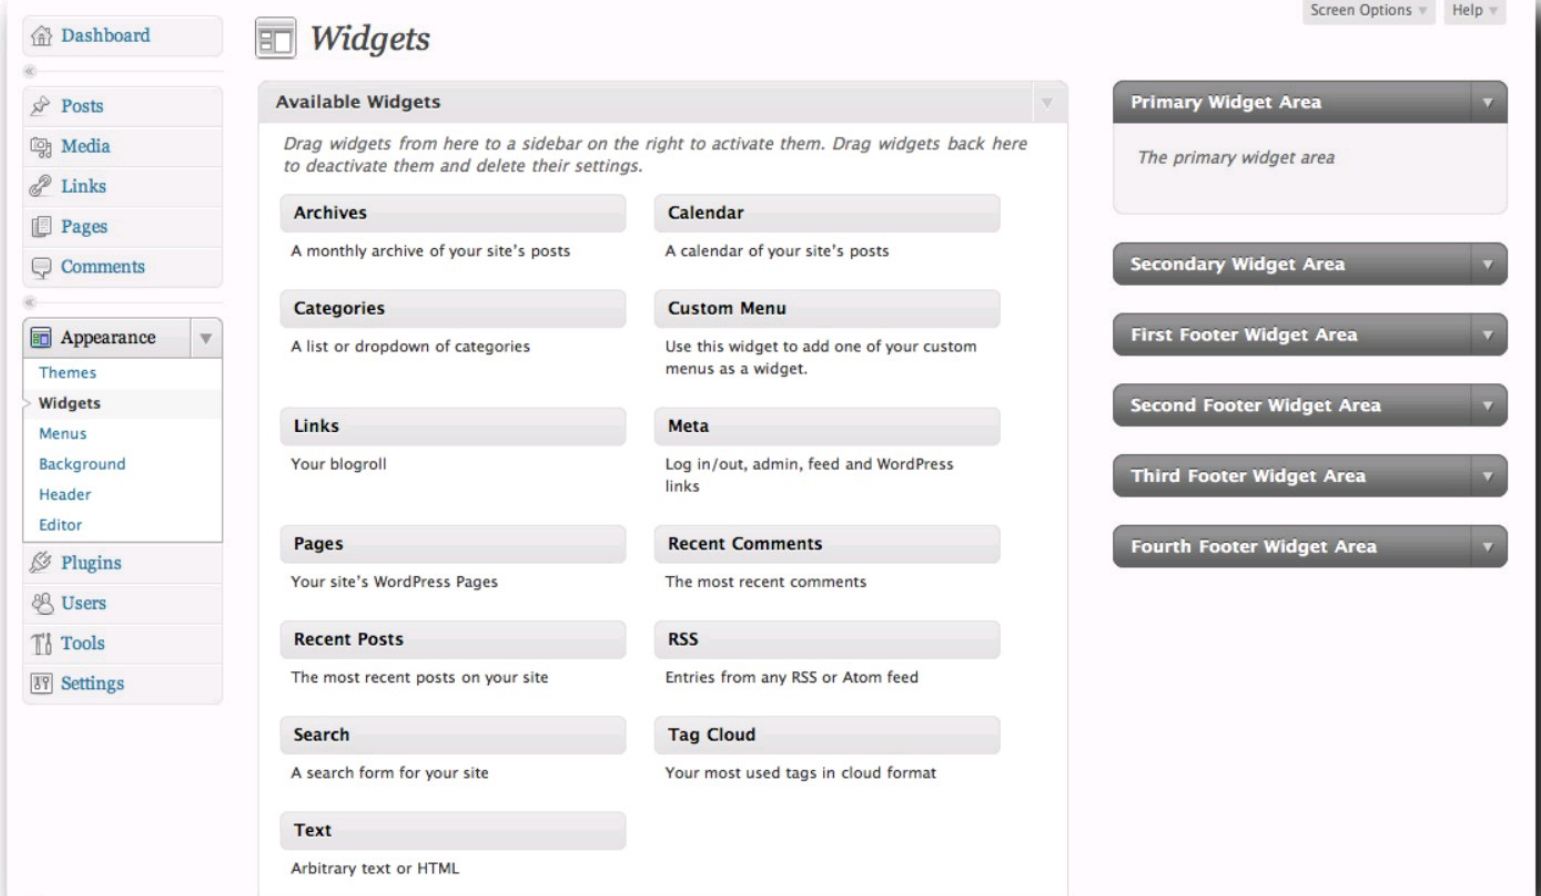 Screen Options
Help
Dashboard
Posts
Media
Links
Pages
Comments
Appearance
Themes
Widgets
Menus
Background
Header
Editor
Plugins
Users
Tools
Settings
Widgets
Available Widgets
Drag widgets from here to a sidebar on the right to activate them. Drag widgets back here
to deactivate them and delete their settings.
Archives
A monthly archive of your site's posts
Calendar
A calendar of your site's posts
Categories
A list or dropdown of categories
Custom Menu
Use this widget to add one of your custom
menus as a widget.
Links
Your blogroll
Meta
Log in/out, admin, feed and WordPress
links
Pages
Your site's WordPress Pages
Recent Comments
The most recent comments
Recent Posts
The most recent posts on your site
RSS
Entries from any RSS or Atom feed
Search
A search form for your site
Tag Cloud
Your most used tags in cloud format
Text
Arbitrary text or HTML
Primary Widget Area
The primary widget area
Secondary Widget Area
First Footer Widget Area
Second Footer Widget Area
Third Footer Widget Area
Fourth Footer Widget Area